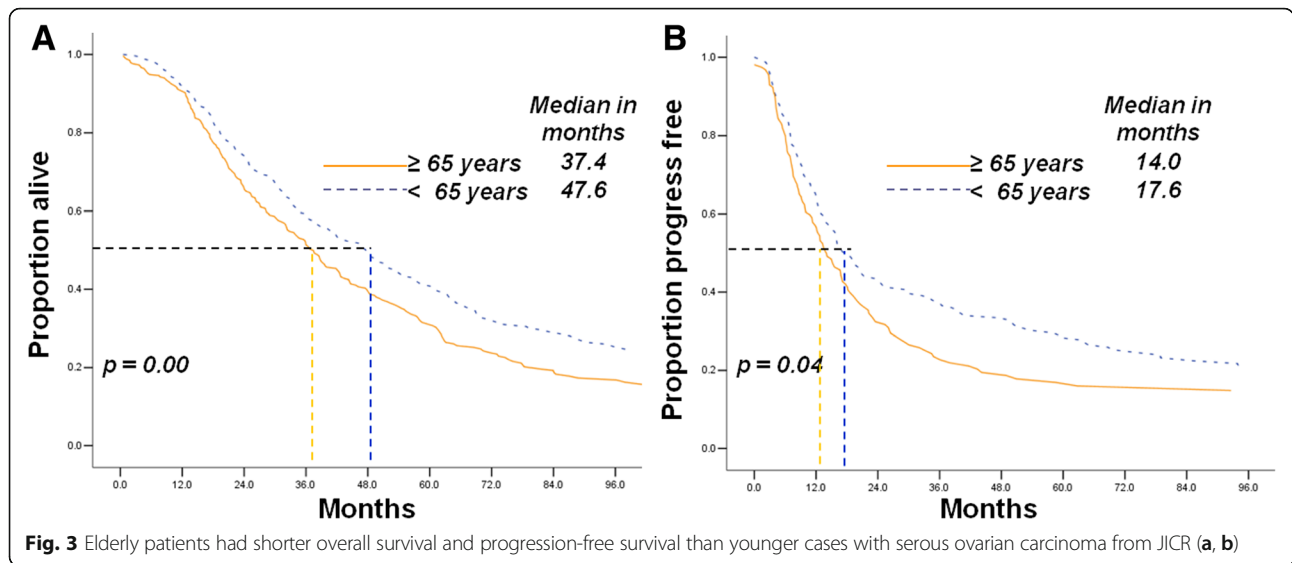 A
Proportion alive
1.0
0.8
0.6
0.4
0.2
0.0
Median in
months
≥ 65 years 37.4
< 65 years 47.6
p = 0.00
0.0 12.0 24.0 36.0 48.0 60.0 72.0 84.0 96.0
Months
B
Proportion progress free
1.0
0.8
0.6
0.4
0.2
0.0
Median in
months
≥ 65 years 14.0
< 65 years 17.6
p = 0.04
0.0 12.0 24.0 36.0 48.0 60.0 72.0 84.0 96.0
Months
Fig. 3 Elderly patients had shorter overall survival and progression-free survival than younger cases with serous ovarian carcinoma from JICR (a, b)